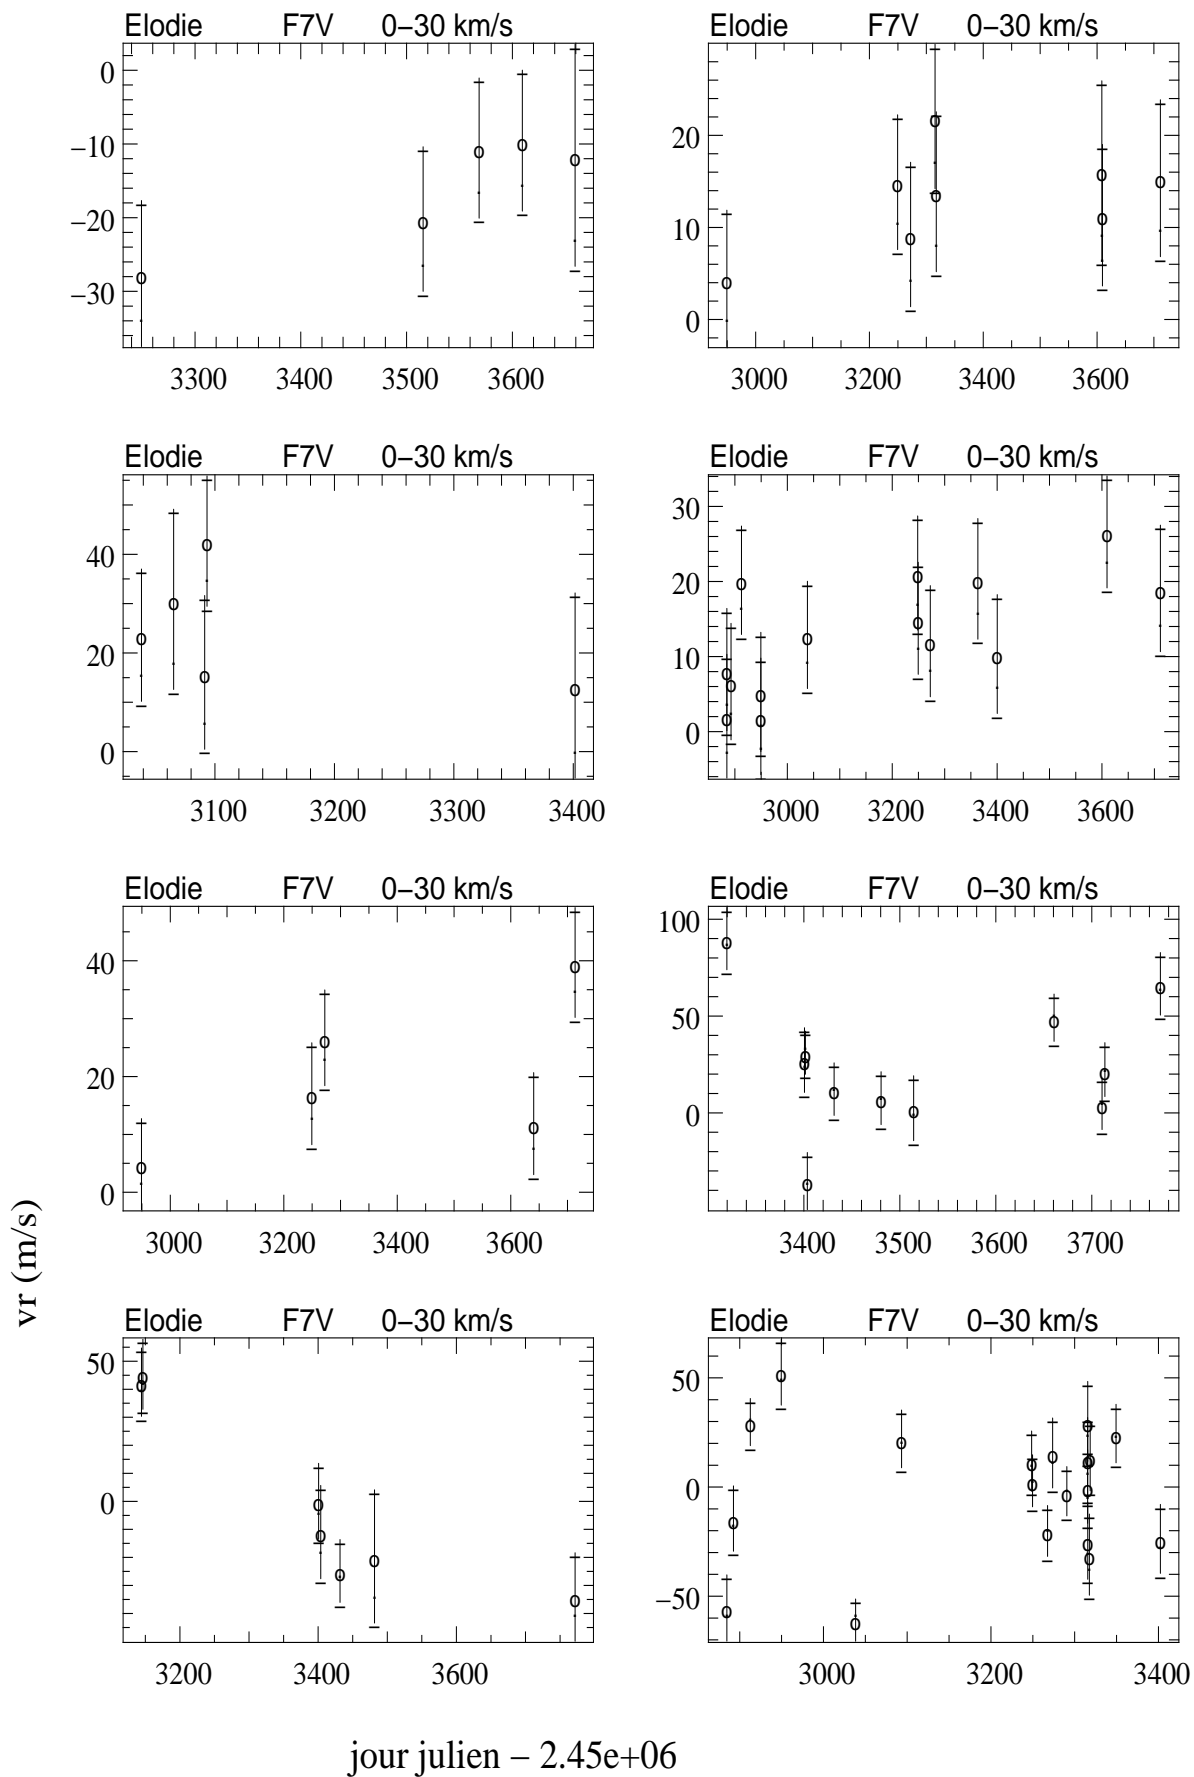 Elodie F7V 0−30 km/s
0
−10
−20
−30
3300 3400 3500 3600
Elodie F7V 0−30 km/s
20
10
0
3000 3200 3400 3600
Elodie F7V 0−30 km/s
40
20
0
3100 3200 3300 3400
Elodie F7V 0−30 km/s
30
20
10
0
3000 3200 3400 3600
Elodie F7V 0−30 km/s
40
20
0
3000 3200 3400 3600
Elodie F7V 0−30 km/s
100
50
0
3400 3500 3600 3700
Elodie F7V 0−30 km/s
50
0
3200 3400 3600
Elodie F7V 0−30 km/s
50
0
−50
3000 3200 3400
vr (m/s)
jour julien − 2.45e+06